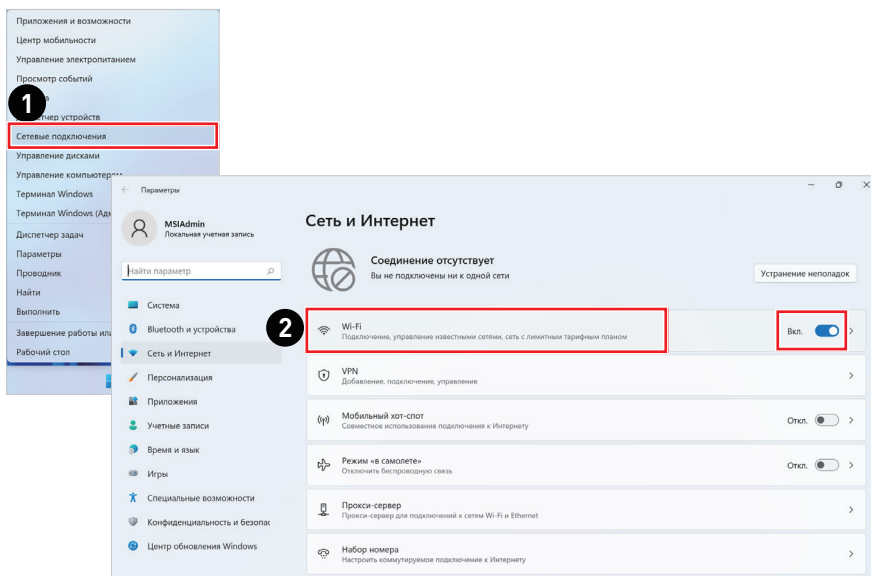 Приложения и возможности
Центр мобильности
Управление электропитанием
Просмотр событий
1
устройств
Сетевые подключения
Управление дисками
Управление компьютером
Терминал Windows
Терминал Windows
Диспетчер задач
Параметры
Проводник
Найти
Выполнить
Завершение работы
Рабочий стол
Параметры
MSIAdmin
Локальная учетная запись
Найти параметр
Система
Bluetooth и устройства
Сеть и Интернет
Персонализация
Приложения
Учетные записи
Время и язык
Игры
Специальные возможности
Конфиденциальность и безопас
Центр обновления Windows
Сеть и Интернет
Соединение отсутствует
Вы не подключены ни к одной сети
Устранение неполадок
2
Wi-Fi
Подключение, управление известными сетями, сеть с лимитным тарифным планом
Вкл.
VPN
Добавление, подключение, управление
Мобильный хот-спот
Совместное использование подключения к Интернету
Откл.
Режим «в самолете»
Отключить беспроводную связь
Откл.
Прокси-сервер
Прокси-сервер для подключений к сетям Wi-Fi и Ethernet
Набор номера
Настроить коммутируемое подключение к Интернету